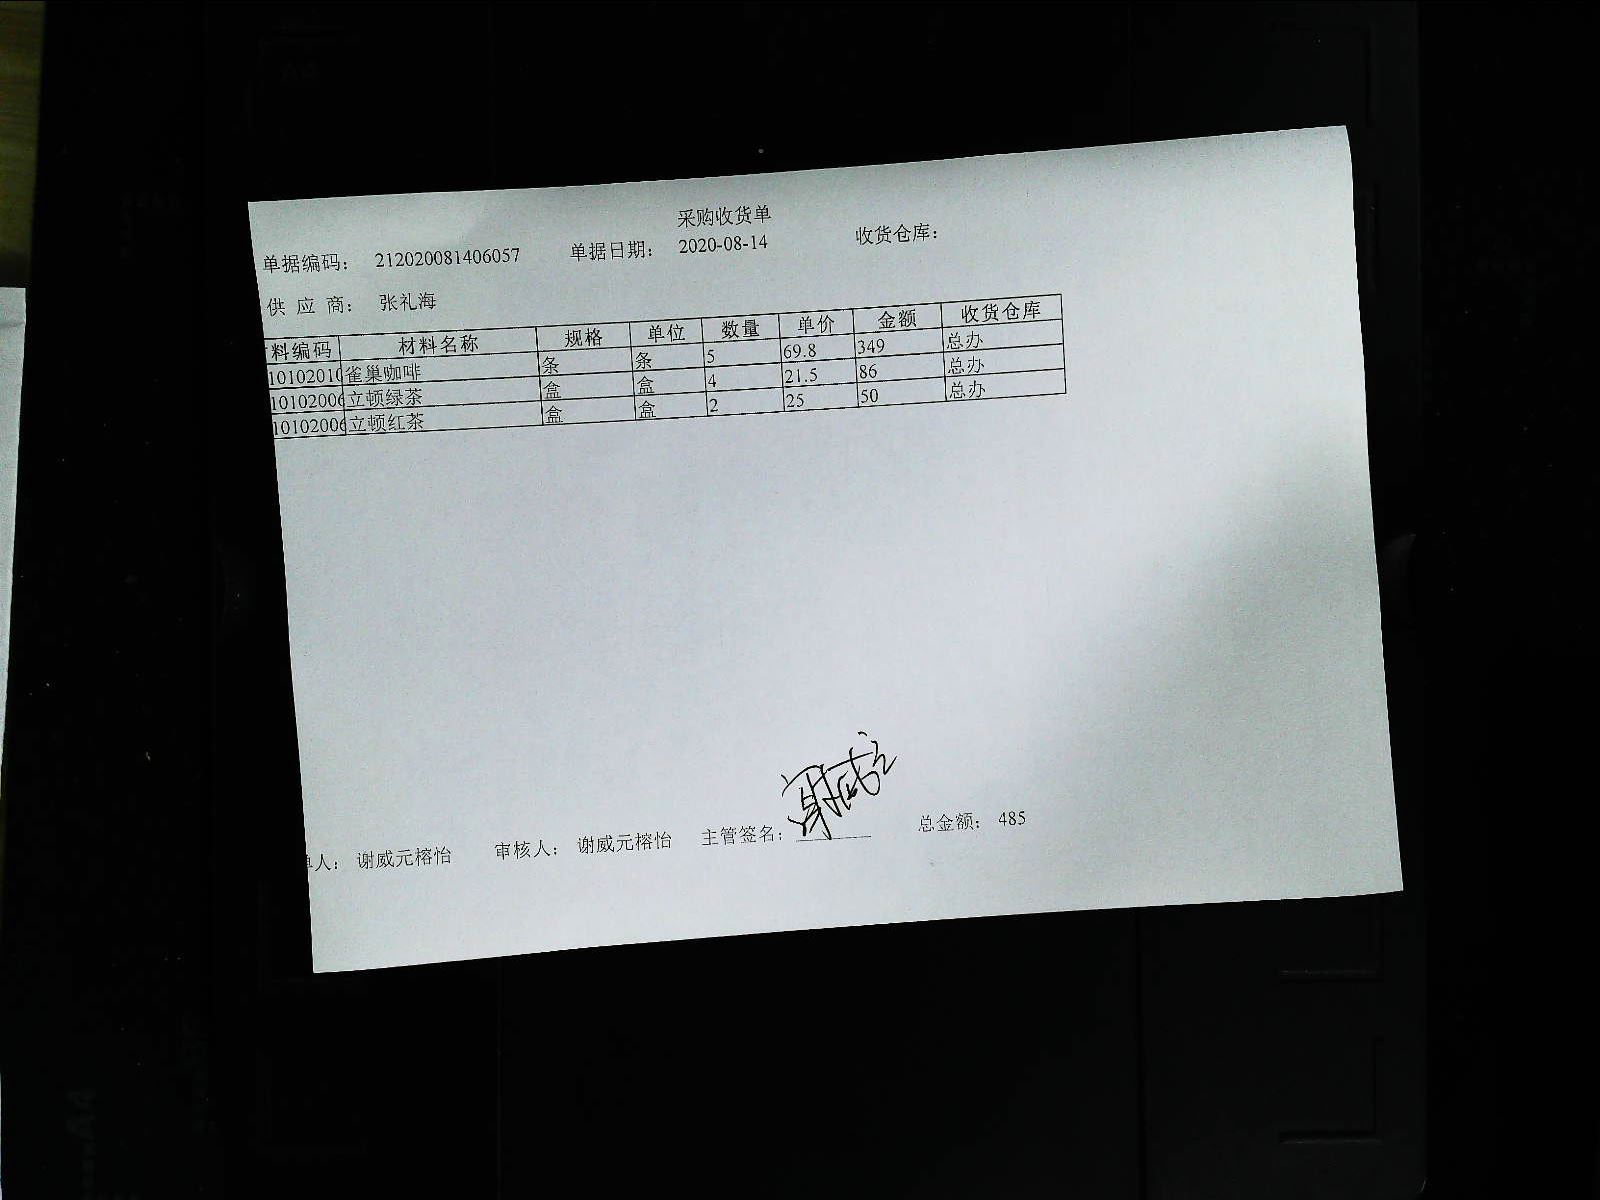 采购收货单
单据编码： 212020081406057 单据日期： 2020-08-14 收货仓库：
供 应 商： 张礼海
料编码 材料名称 规格 单位 数量 单价 金额 收货仓库
1010201 雀巢咖啡 条 条 5 69.8 349 总办
1010200 立顿绿茶 盒 盒 4 21.5 86 总办
1010200 立顿红茶 盒 盒 2 25 50 总办
单人： 谢威元榕怡 审核人： 谢威元榕怡 主管签名： 总金额： 485